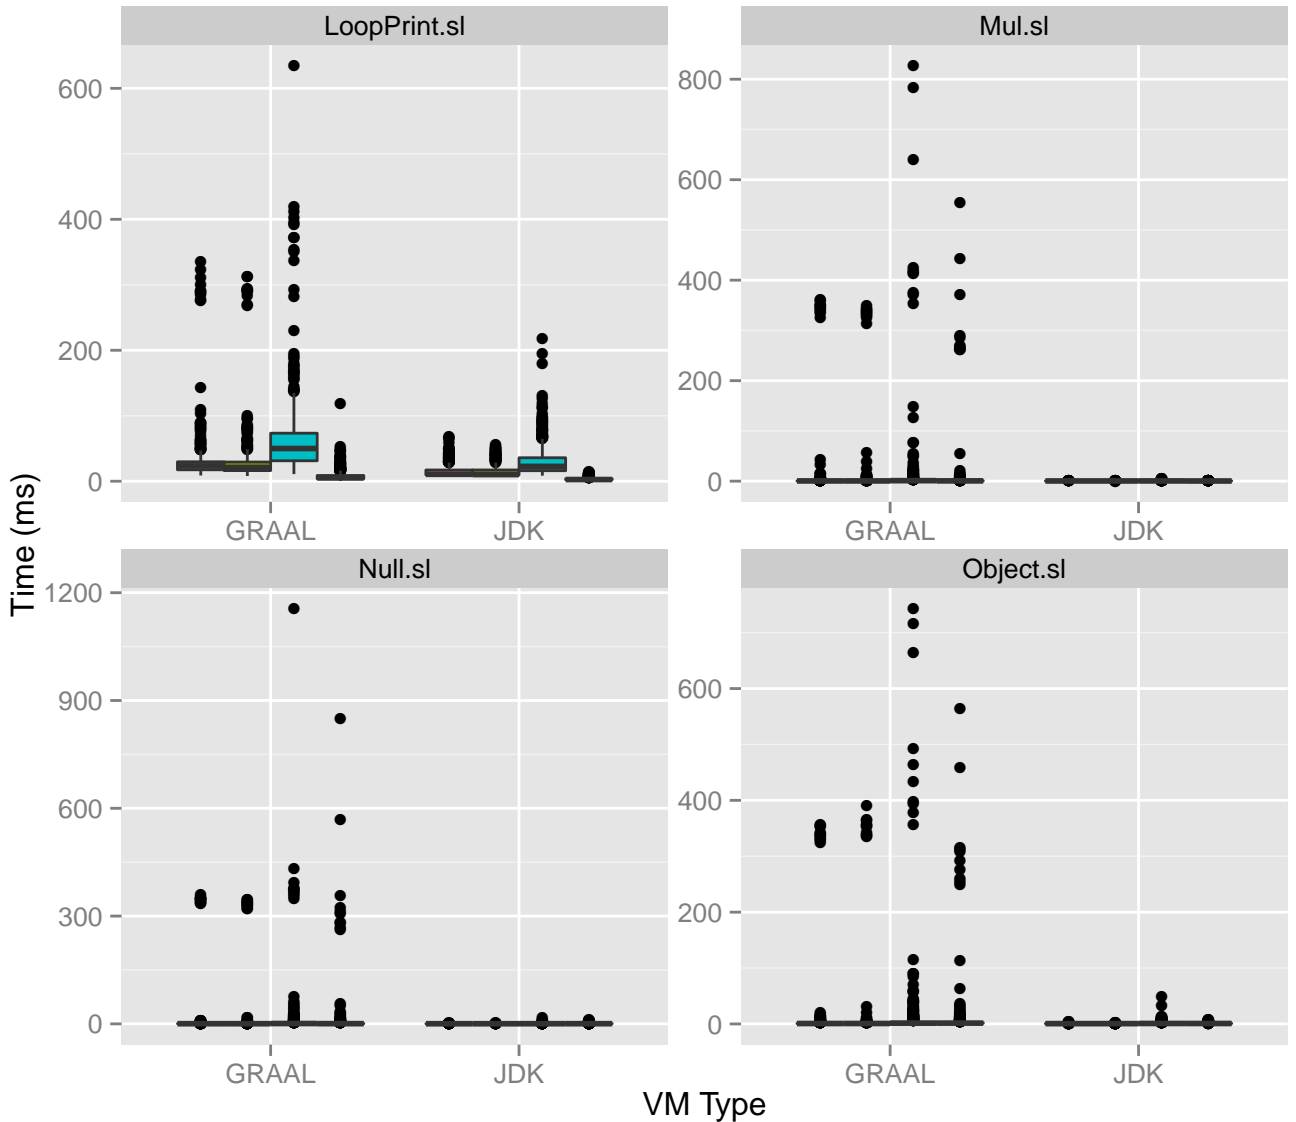 LoopPrint.sl
Mul.sl
600
400
200
0
800
600
400
200
0
GRAAL
JDK
GRAAL
JDK
Null.sl
Object.sl
1200
900
600
300
0
600
400
200
0
GRAAL
JDK
GRAAL
JDK
Time (ms)
VM Type